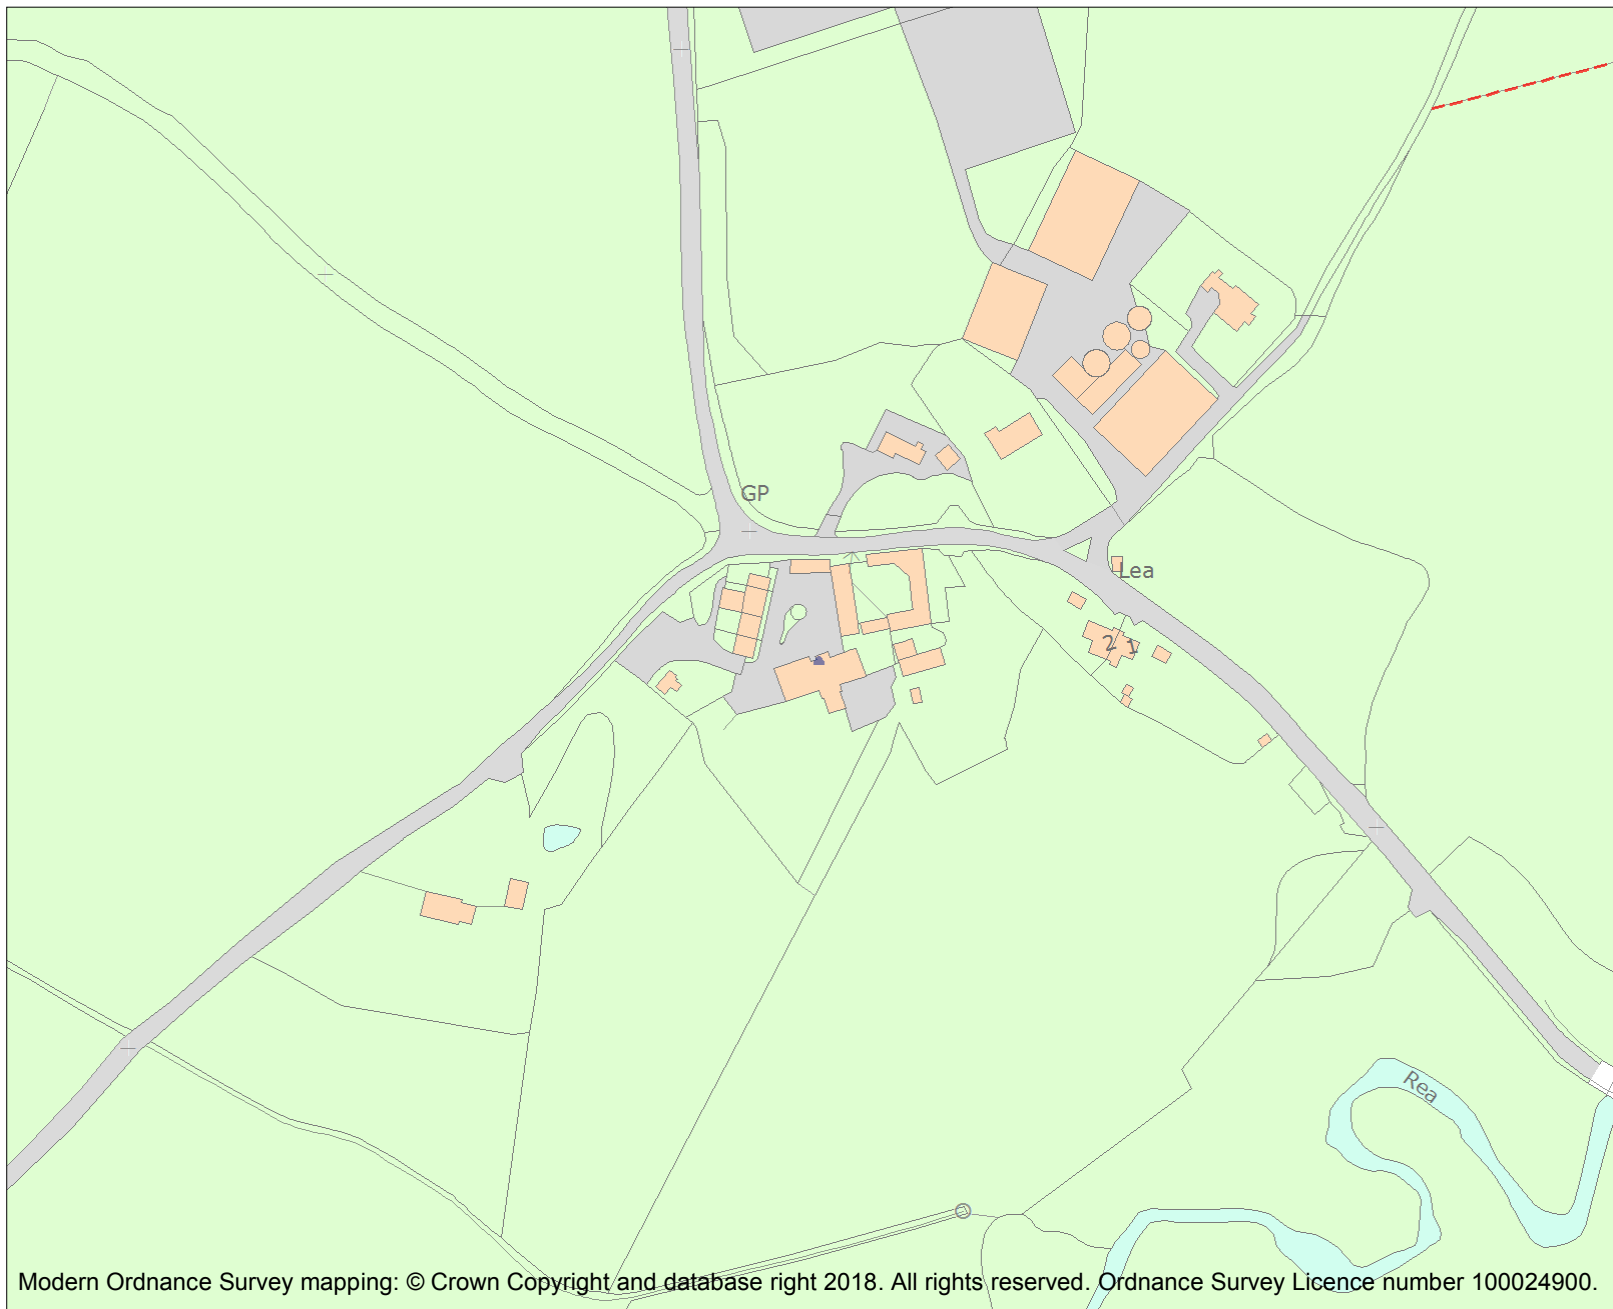 GP
Lea
2 1
Rea
Modern Ordnance Survey mapping: © Crown Copyright and database right 2018. All rights reserved. Ordnance Survey Licence number 100024900.